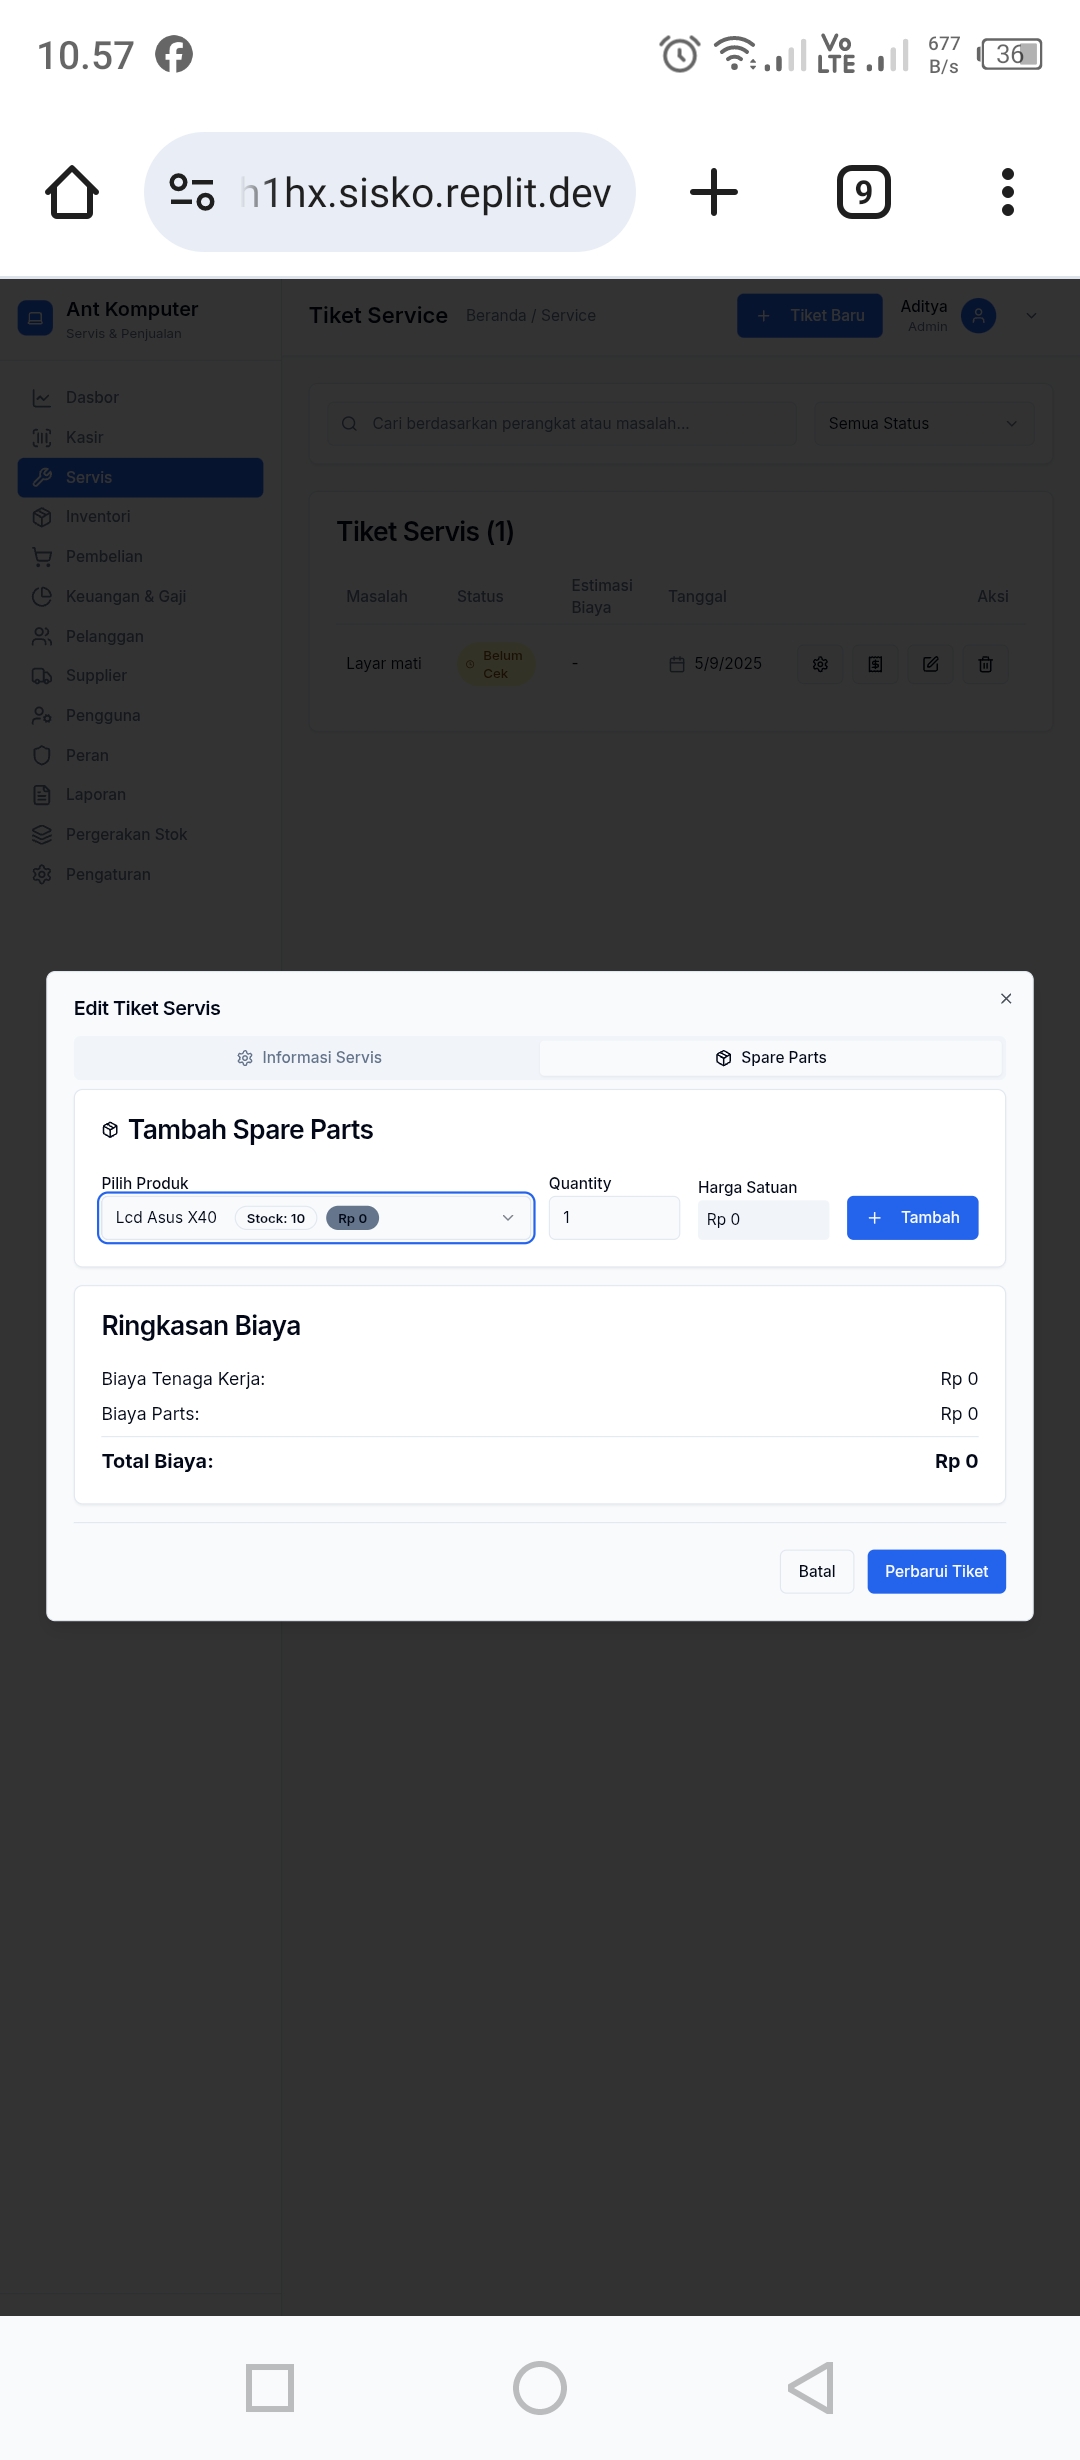 10.57
Vo LTE
677 B/s
36
h1hx.sisko.replit.dev
9
Ant Komputer
Servis & Penjualan
Tiket Service
Beranda / Service
Tiket Baru
Aditya
Admin
Dasbor
Kasir
Servis
Inventori
Pembelian
Keuangan & Gaji
Pelanggan
Supplier
Pengguna
Peran
Laporan
Pergerakan Stok
Pengaturan
Cari berdasarkan perangkat atau masalah...
Semua Status
Tiket Servis (1)
Masalah Status Estimasi Biaya Tanggal Aksi
Layar mati Belum Cek - 5/9/2025
Edit Tiket Servis
Informasi Servis
Spare Parts
Tambah Spare Parts
Pilih Produk
Lcd Asus X40 Stock: 10 Rp 0
Quantity
1
Harga Satuan
Rp 0
Tambah
Ringkasan Biaya
Biaya Tenaga Kerja: Rp 0
Biaya Parts: Rp 0
Total Biaya: Rp 0
Batal
Perbarui Tiket